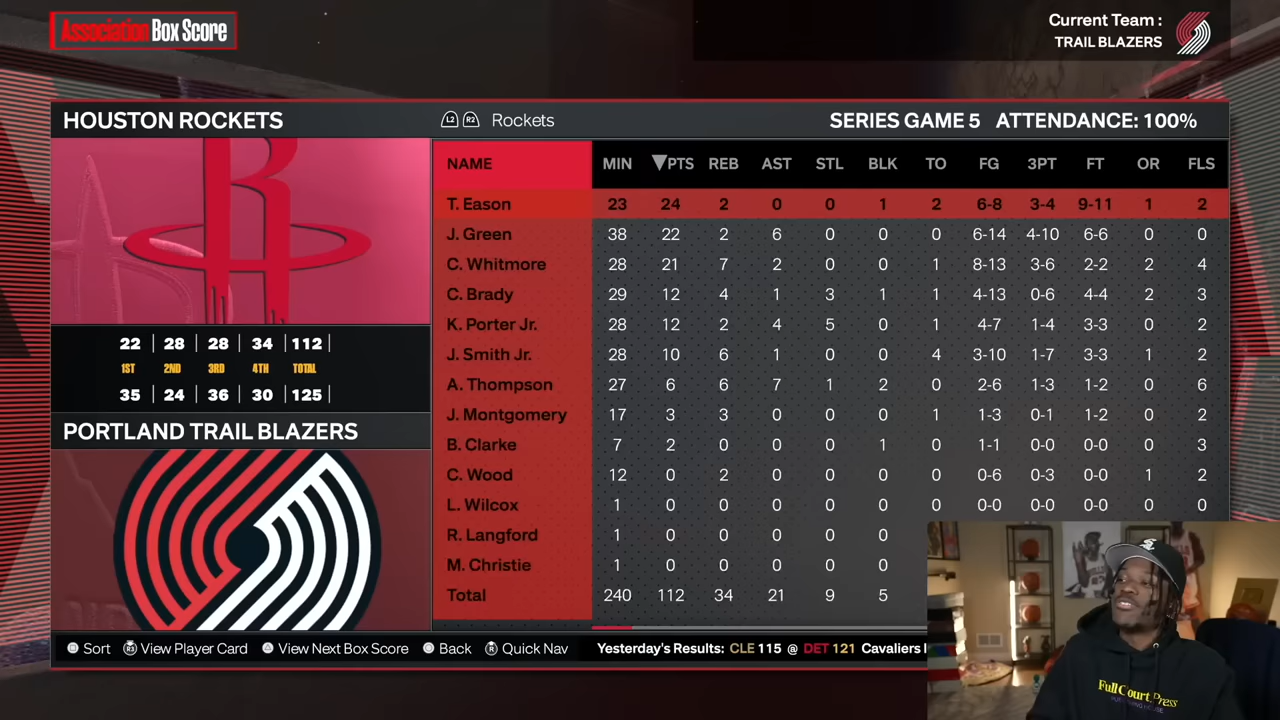 Association Box Score
Current Team :
TRAIL BLAZERS
HOUSTON ROCKETS
L2 R2 Rockets
SERIES GAME 5 ATTENDANCE: 100%
NAME MIN PTS REB AST STL BLK TO FG 3PT FT OR FLS
T. Eason 23 24 2 0 0 1 2 6-8 3-4 9-11 1 2
J. Green 38 22 2 6 0 0 0 6-14 4-10 6-6 0 0
C. Whitmore 28 21 7 2 0 0 1 8-13 3-6 2-2 2 4
C. Brady 29 12 4 1 3 1 1 4-13 0-6 4-4 2 3
K. Porter Jr. 28 12 2 4 5 0 1 4-7 1-4 3-3 0 2
J. Smith Jr. 28 10 6 1 0 0 4 3-10 1-7 3-3 1 2
A. Thompson 27 6 6 7 1 2 0 2-6 1-3 1-2 0 6
J. Montgomery 17 3 3 0 0 0 1 1-3 0-1 1-2 0 2
B. Clarke 7 2 0 0 0 1 0 1-1 0-0 0-0 0 3
C. Wood 12 0 2 0 0 0 0 0-6 0-3 0-0 1 2
L. Wilcox 1 0 0 0 0 0 0 0-0 0-0 0-0 0 0
R. Langford 1 0 0 0 0 0
M. Christie 1 0 0 0 0 0
Total 240 112 34 21 9 5
22 28 28 34 112
1ST 2ND 3RD 4TH TOTAL
35 24 36 30 125
PORTLAND TRAIL BLAZERS
Sort R3 View Player Card View Next Box Score Back R Quick Nav
Yesterday's Results: CLE 115 @ DET 121 Cavaliers
Full Court Press